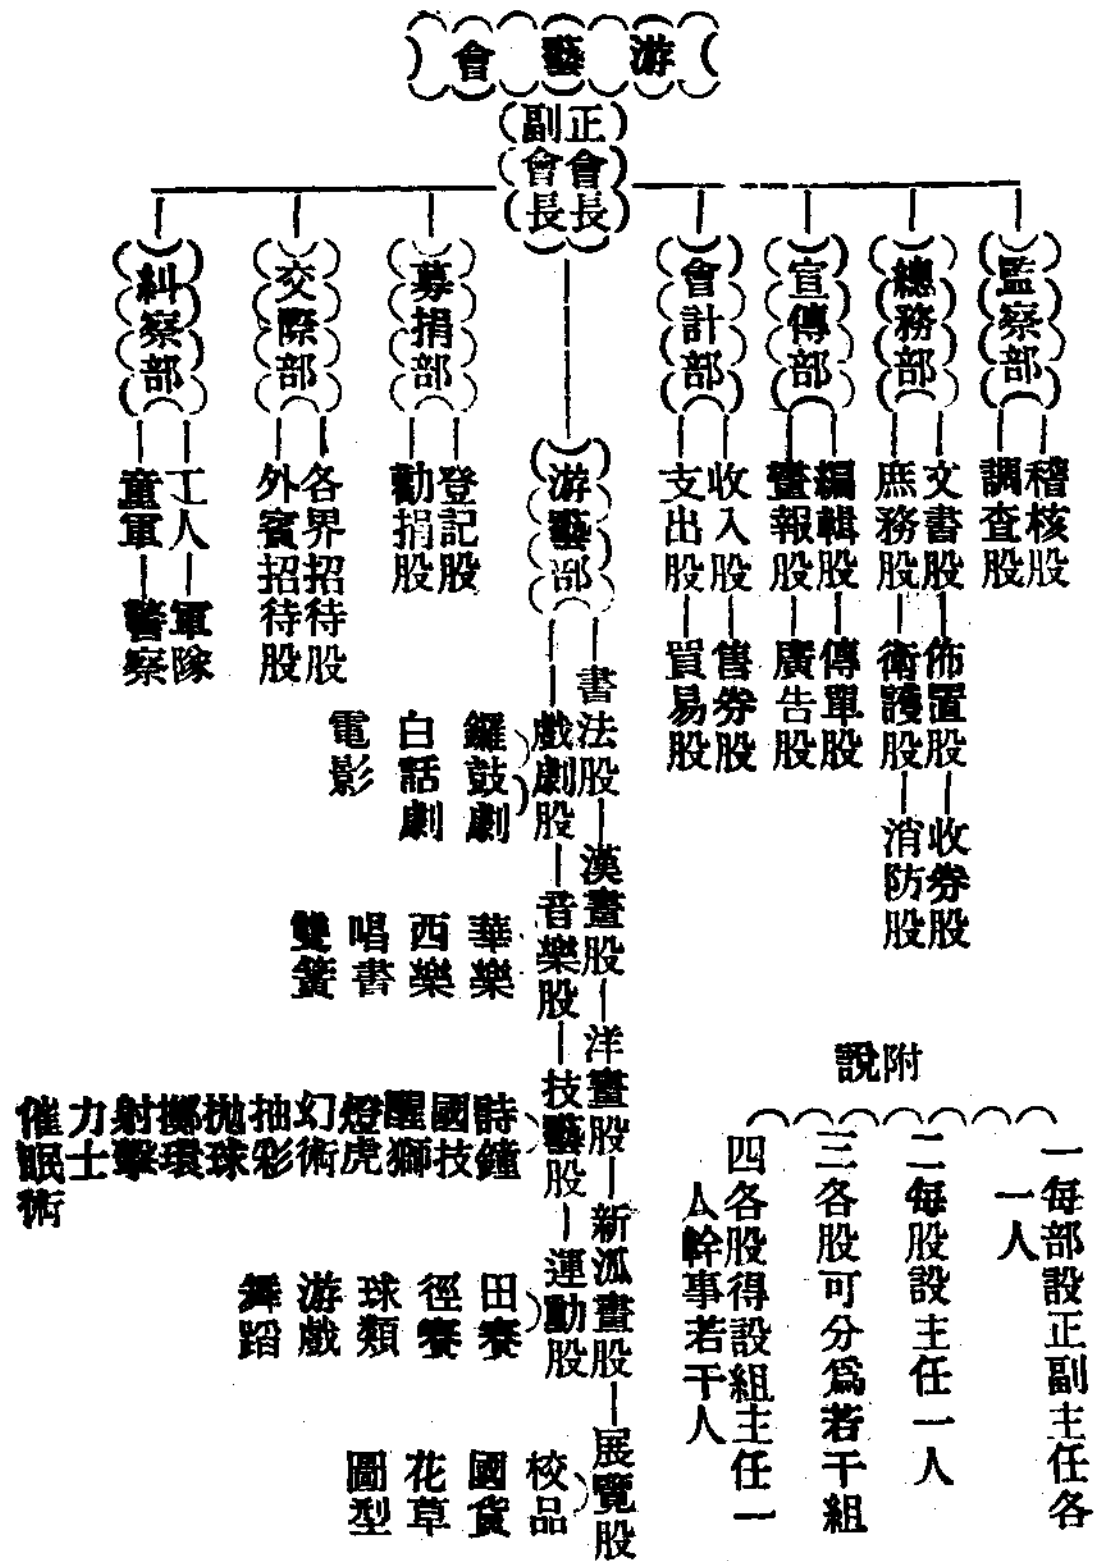 游藝會
正會長
副會長
監察部
稽核股
調查股
總務部
文書股
佈置股
收券股
庶務股
衛護股
消防股
宣傳部
編輯股
傳單股
畫報股
廣告股
會計部
收入股
售券股
支出股
買易股
游藝部
書法股
漢畫股
洋畫股
新派畫股
展覽股
校品
國貨
花草
圖型
戲劇股
鑼鼓劇
白話劇
電影
音樂股
華樂
西樂
唱書
雙簧
技藝股
詩鐘
國技
醒獅
燈虎
幻術
抽彩
拋球
擲環
射擊
力士
催眠術
運動股
田賽
徑賽
球類
游戲
舞蹈
募捐部
登記股
勸捐股
交際部
各界招待股
外賓招待股
糾察部
工人
軍隊
童軍
警察
附說
一每部設正副主任各
一人
二每股設主任一人
三各股可分爲若干組
四各股得設組主任一
人幹事若干人